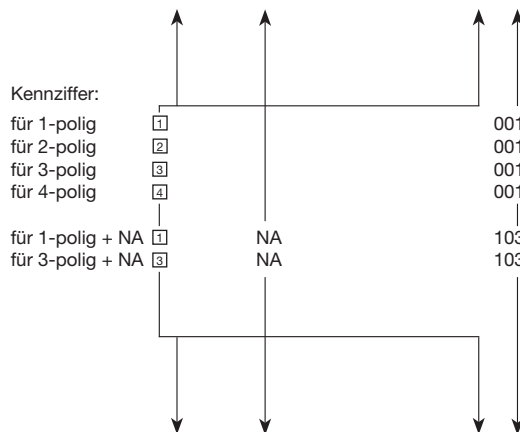 Kennziffer:
für 1-polig 1 001
für 2-polig 2 001
für 3-polig 3 001
für 4-polig 4 001
für 1-polig + NA 1 NA 103
für 3-polig + NA 3 NA 103